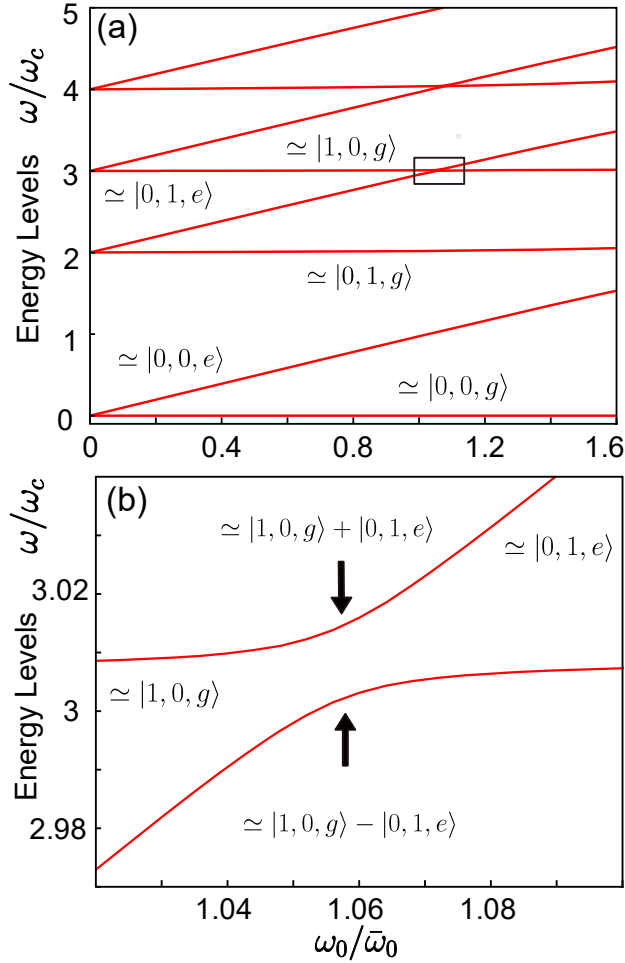 (a)
Energy Levels ω/ω_c
5
4
3
2
1
0
≃|1,0,g⟩
≃|0,1,e⟩
≃|0,1,g⟩
≃|0,0,e⟩
≃|0,0,g⟩
0 0.4 0.8 1.2 1.6
(b)
Energy Levels ω/ω_c
≃|1,0,g⟩+|0,1,e⟩
≃|0,1,e⟩
3.02
≃|1,0,g⟩
3
≃|1,0,g⟩−|0,1,e⟩
2.98
1.04 1.06 1.08
ω₀/ω̄₀